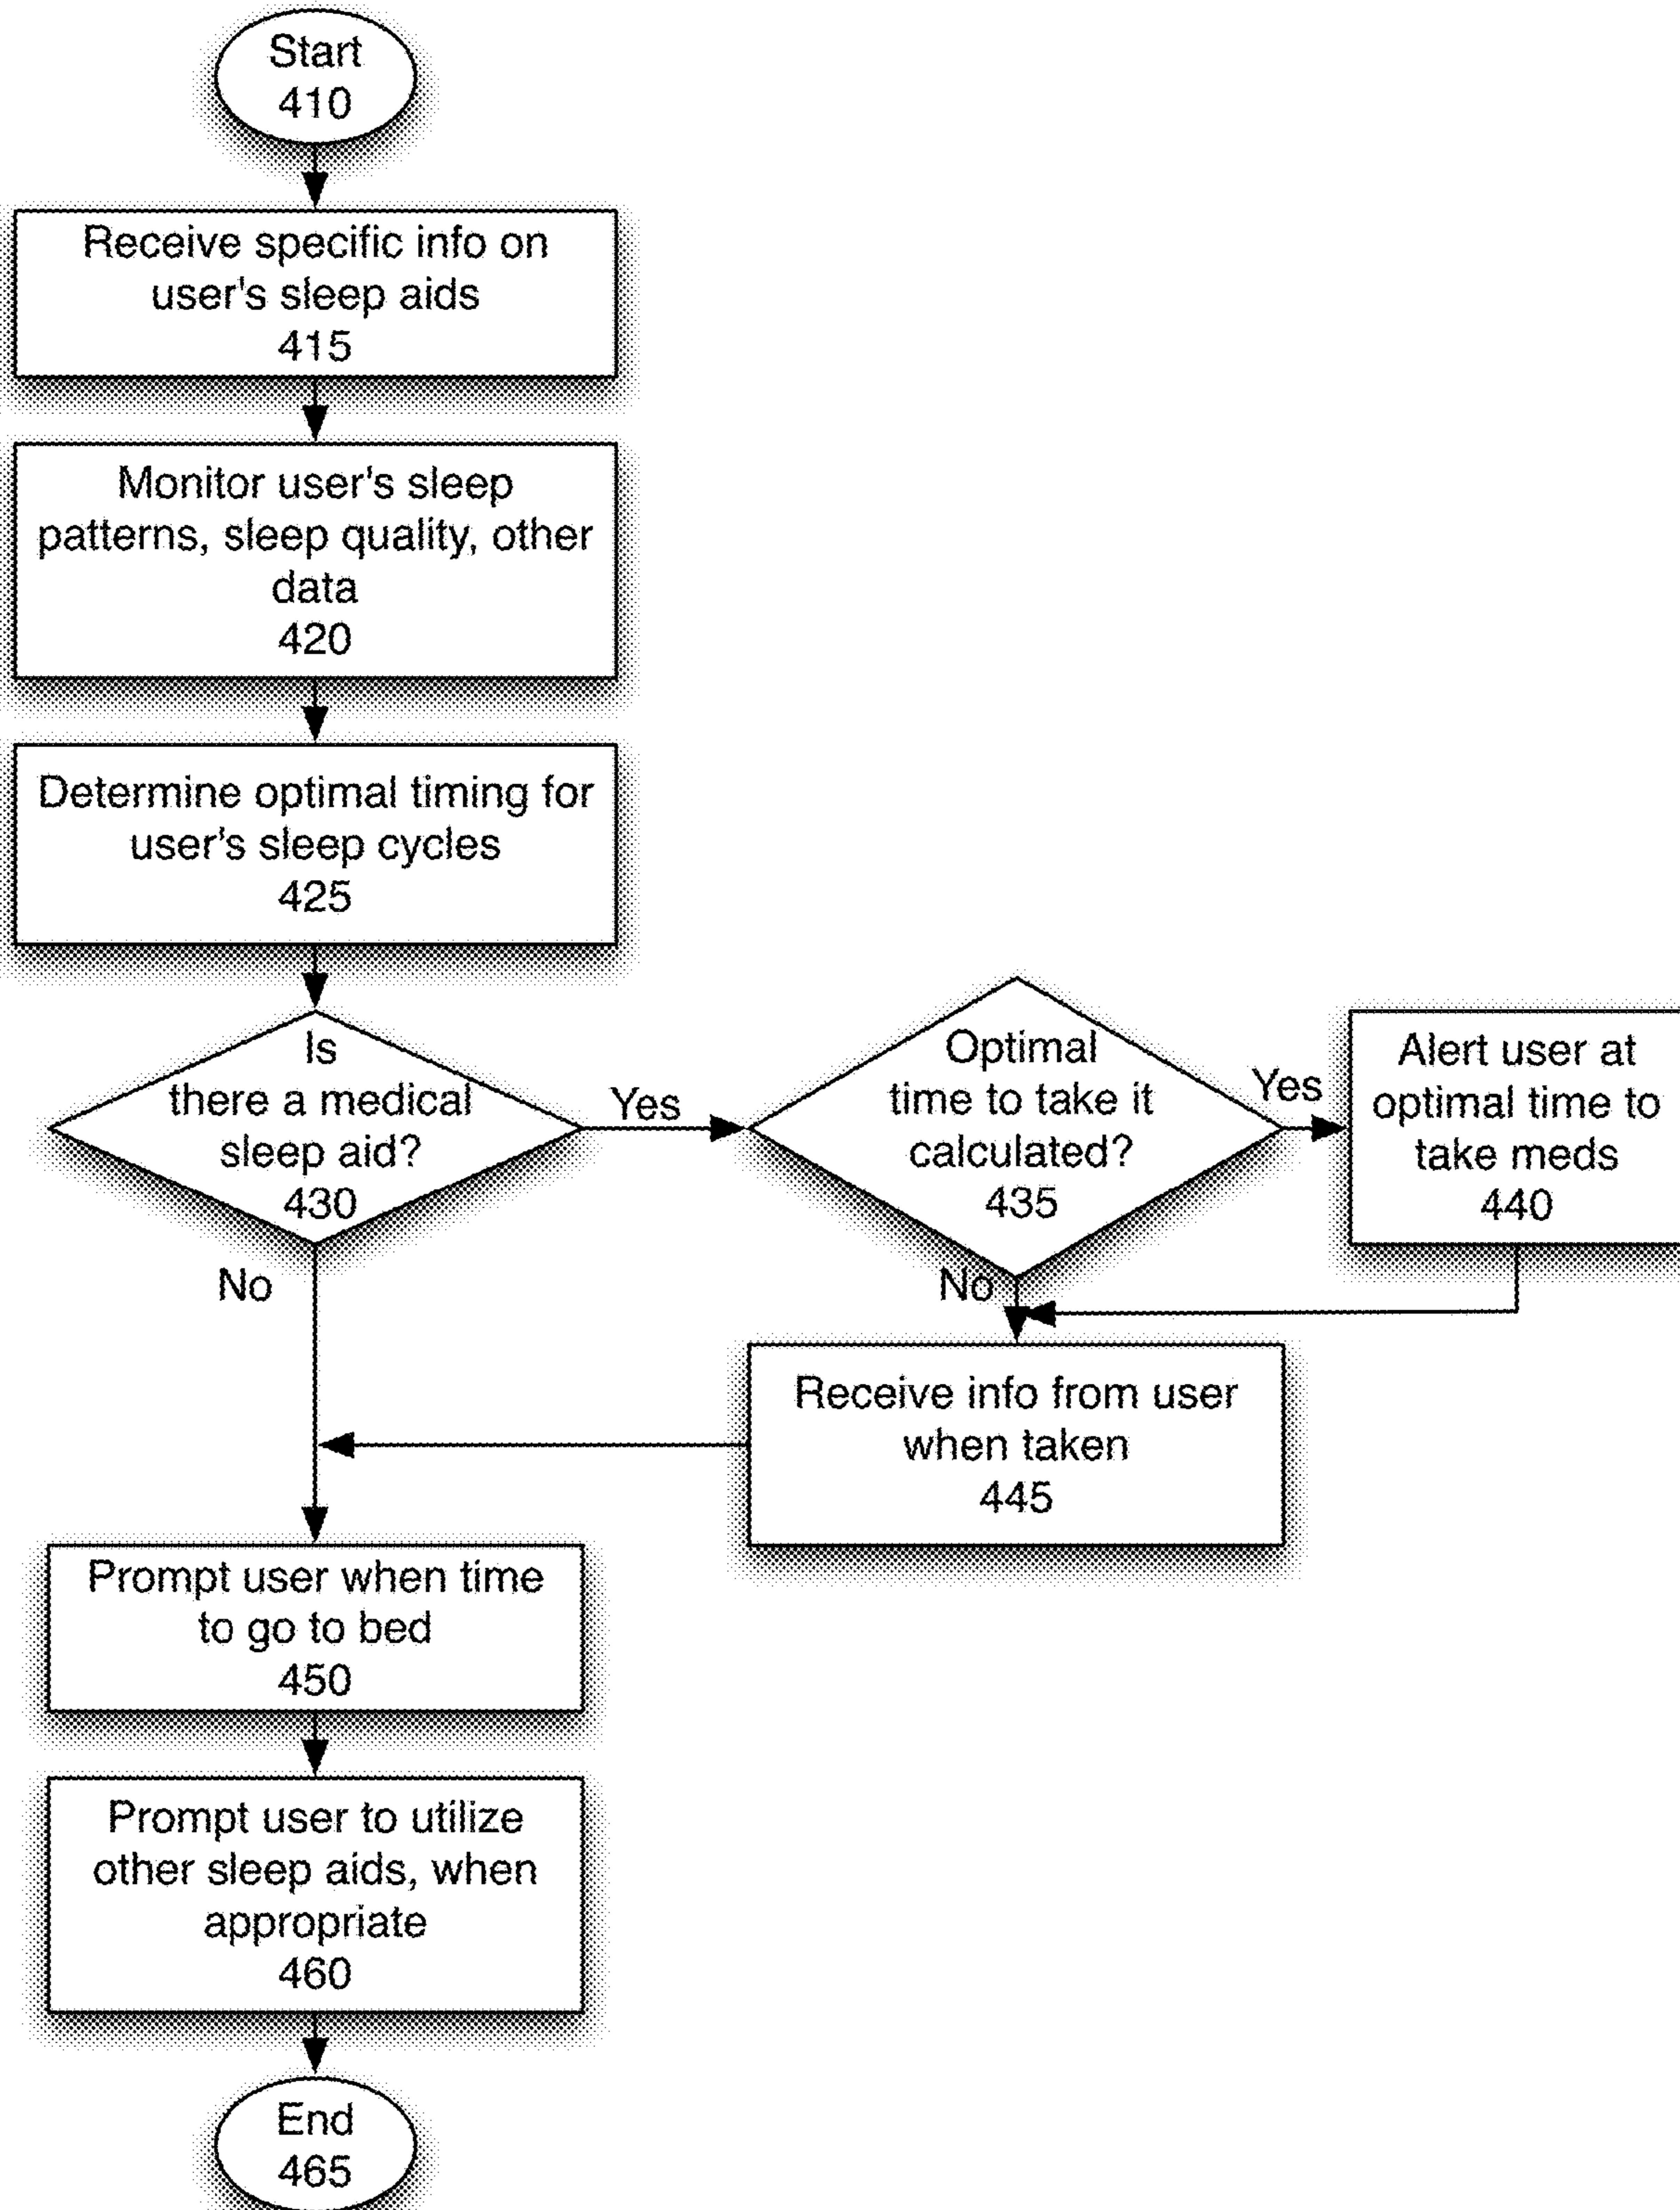 Start
410
Receive specific info on
user's sleep aids
415
Monitor user's sleep
patterns, sleep quality, other
data
420
Determine optimal timing for
user's sleep cycles
425
Is
there a medical
sleep aid?
430
Yes
No
Optimal
time to take it
calculated?
435
Yes
No
Alert user at
optimal time to
take meds
440
Receive info from user
when taken
445
Prompt user when time
to go to bed
450
Prompt user to utilize
other sleep aids, when
appropriate
460
End
465